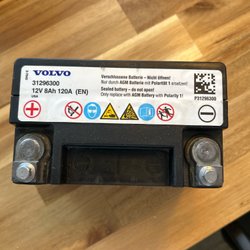 VOLVO
31296300
12V 8Ah 120A (EN)
Verschlossene Batterie - Nicht öffnen!
Nur durch AGM Batterie mit Polarität 1 ersetzen!
Sealed battery - do not open!
Only replace with AGM Battery with Polarity 1!
P31296300